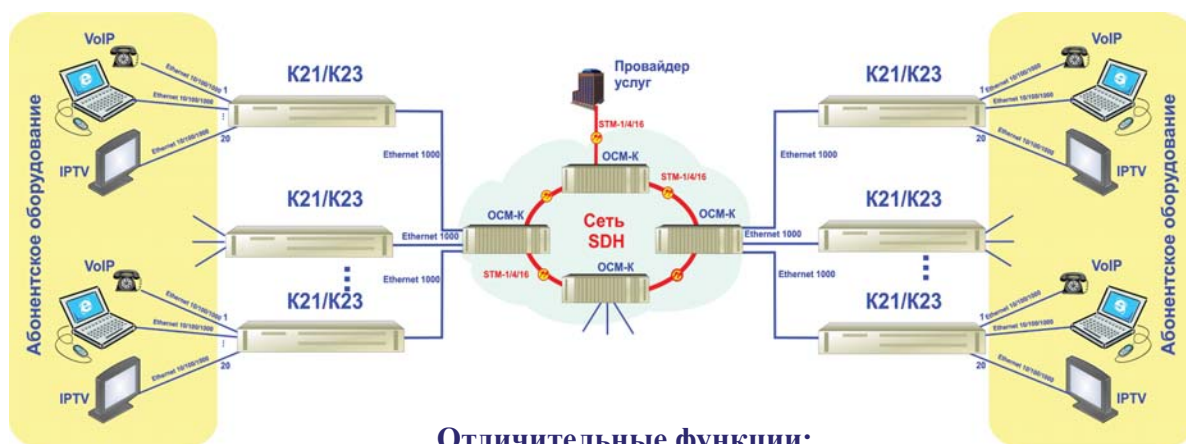 Абонентское оборудование
VoIP
Ethernet 10/100/1000
1
Ethernet 10/100/1000
Ethernet 10/100/1000
20
IPTV
К21/К23
Ethernet 1000
К21/К23
Ethernet 1000
VoIP
Ethernet 10/100/1000
1
Ethernet 10/100/1000
Ethernet 10/100/1000
20
IPTV
К21/К23
Ethernet 1000
Провайдер
услуг
STM-1/4/16
ОСМ-К
STM-1/4/16
ОСМ-К
Сеть
SDH
ОСМ-К
STM-1/4/16
ОСМ-К
К21/К23
Ethernet 1000
К21/К23
Ethernet 1000
К21/К23
Ethernet 1000
VoIP
1
Ethernet 10/100/1000
Ethernet 10/100/1000
Ethernet 10/100/1000
20
IPTV
VoIP
1
Ethernet 10/100/1000
Ethernet 10/100/1000
Ethernet 10/100/1000
20
IPTV
Абонентское оборудование
Отличительные функции: